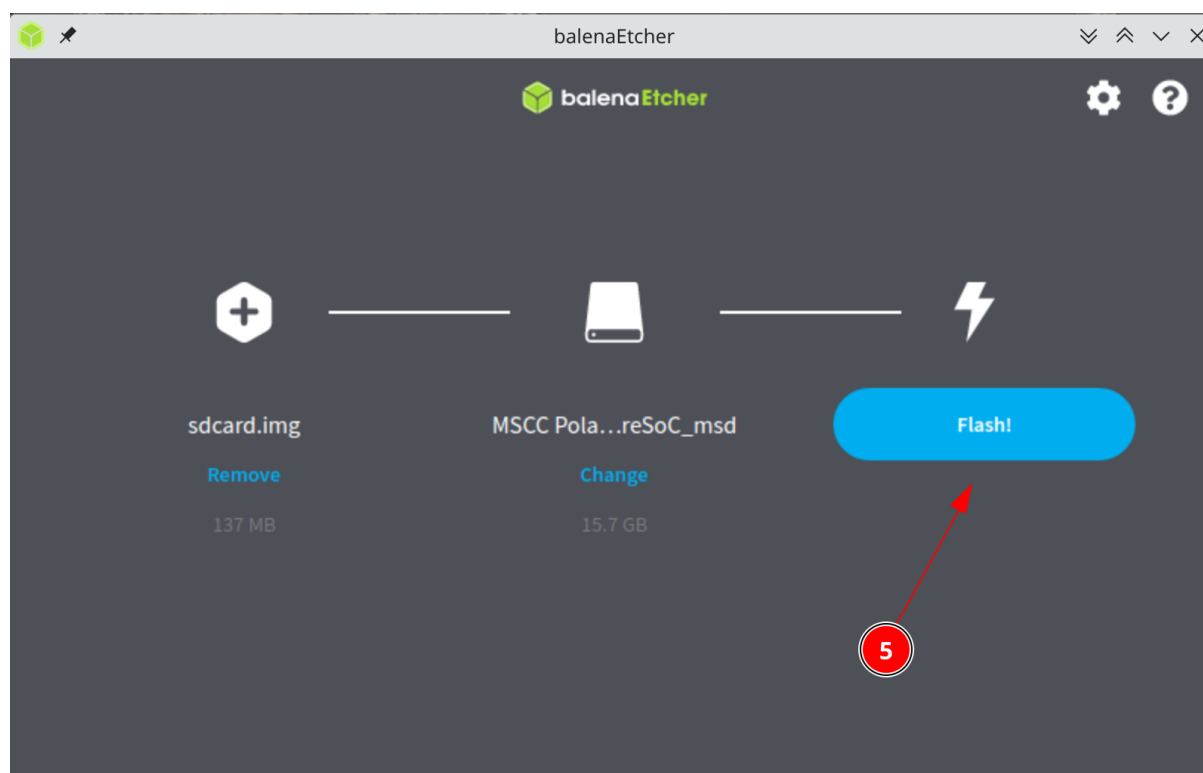 balenaEtcher
balenaEtcher
sdcard.img
MSCC Pola...reSoC_msd
Flash!
Remove
Change
137 MB
15.7 GB
5